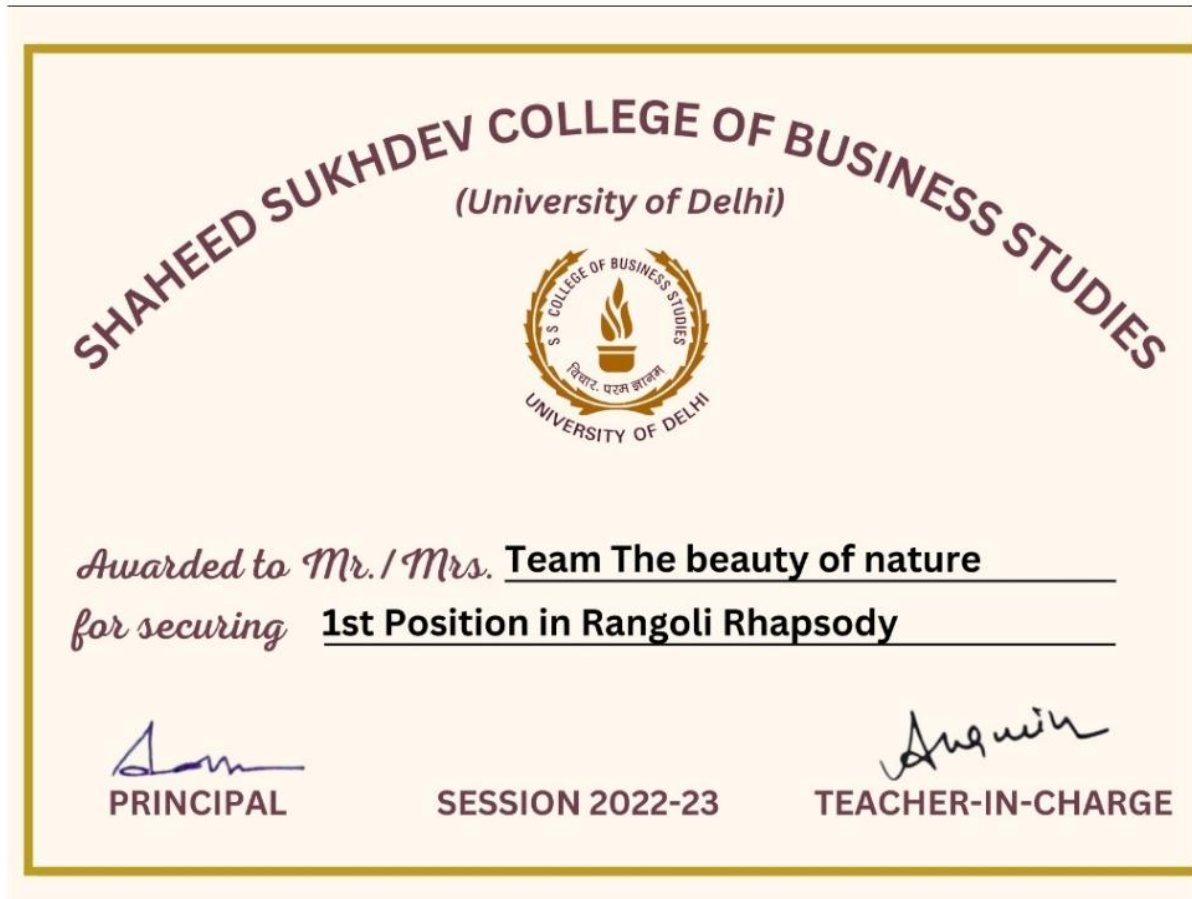 SHAHEED SUKHDEV COLLEGE OF BUSINESS STUDIES
(University of Delhi)
S S COLLEGE OF BUSINESS STUDIES
विचार. परम ज्ञानम
UNIVERSITY OF DELHI
Awarded to Mr./Mrs. Team The beauty of nature
for securing 1st Position in Rangoli Rhapsody
PRINCIPAL SESSION 2022-23 TEACHER-IN-CHARGE